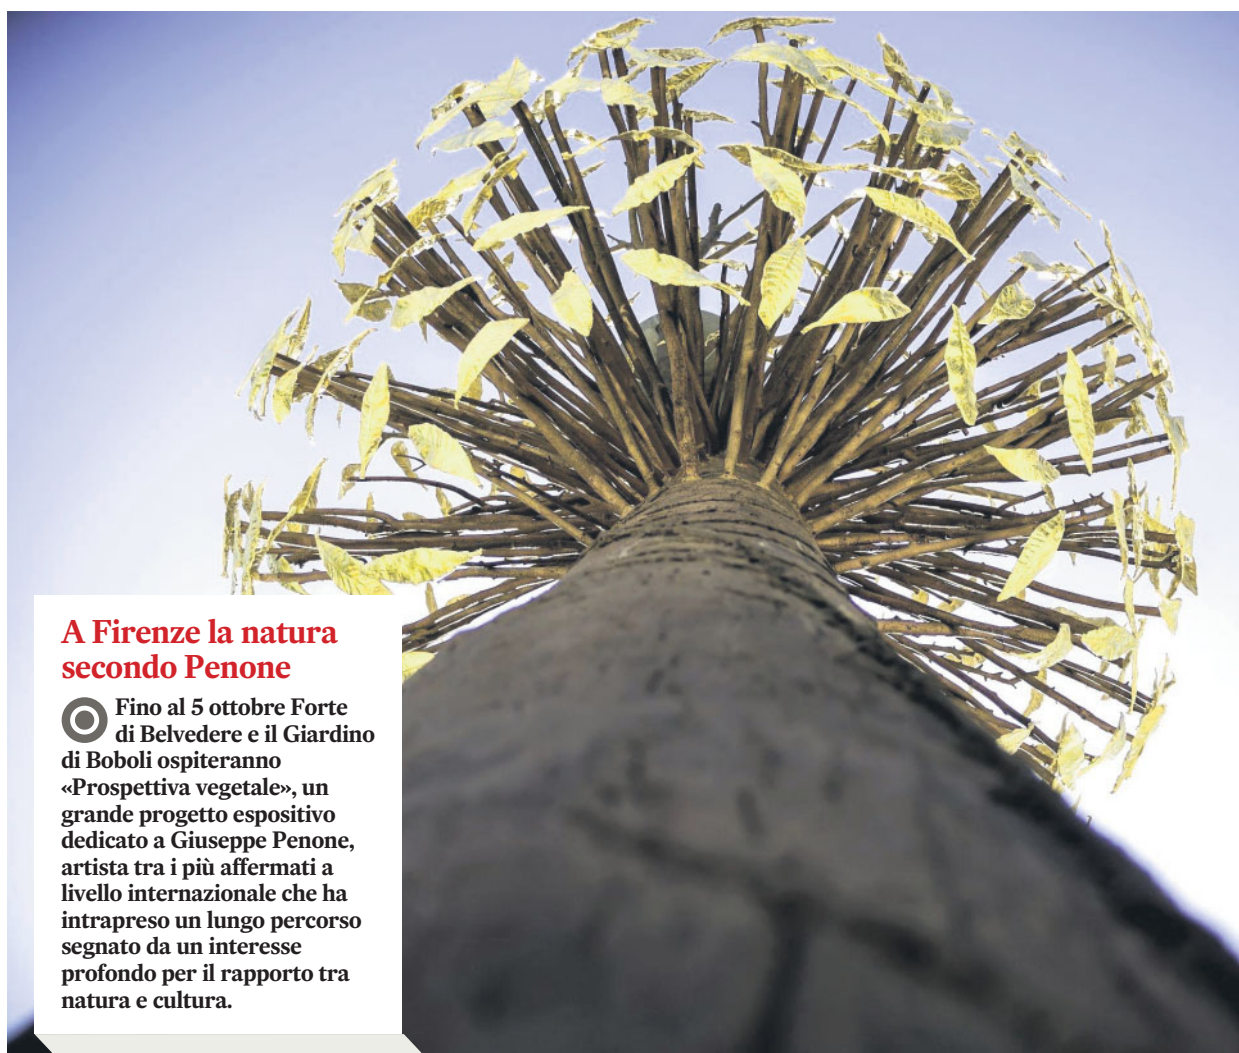 A Firenze la natura
secondo Penone
Fino al 5 ottobre Forte
di Belvedere e il Giardino
di Boboli ospiteranno
«Prospettiva vegetale», un
grande progetto espositivo
dedicato a Giuseppe Penone,
artista tra i più affermati a
livello internazionale che ha
intrapreso un lungo percorso
segnato da un interesse
profondo per il rapporto tra
natura e cultura.